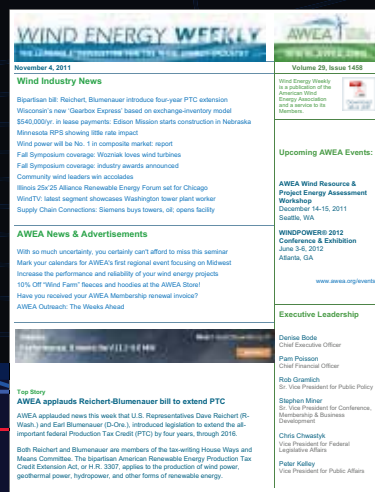 WIND ENERGY WEEKLY
AWEA
WWW.AWEA.ORG
November 4, 2011
Volume 29, Issue 1458
Wind Industry News
Bipartisan bill: Reichert, Blumenauer introduce four-year PTC extension
Wisconsin's new 'Gearbox Express' based on exchange-inventory model
$540,000/yr. in lease payments: Edison Mission starts construction in Nebraska
Minnesota RPS showing little rate impact
Wind power will be No. 1 in composite market: report
Fall Symposium coverage: Wozniak loves wind turbines
Fall Symposium coverage: industry awards announced
Community wind leaders win accolades
Illinois 25x'25 Alliance Renewable Energy Forum set for Chicago
WindTV: latest segment showcases Washington tower plant worker
Supply Chain Connections: Siemens buys towers, oil; opens facility
AWEA News & Advertisements
With so much uncertainty, you certainly can't afford to miss this seminar
Mark your calendars for AWEA's first regional event focusing on Midwest
Increase the performance and reliability of your wind energy projects
10% Off "Wind Farm" fleeces and hoodies at the AWEA Store!
Have you received your AWEA Membership renewal invoice?
AWEA Outreach: The Weeks Ahead
Top Story
AWEA applauds Reichert-Blumenauer bill to extend PTC
AWEA applauded news this week that U.S. Representatives Dave Reichert (R-
Wash.) and Earl Blumenauer (D-Ore.), introduced legislation to extend the all-
important federal Production Tax Credit (PTC) by four years, through 2016.
Both Reichert and Blumenauer are members of the tax-writing House Ways and
Means Committee. The bipartisan American Renewable Energy Production Tax
Credit Extension Act, or H.R. 3307, applies to the production of wind power,
geothermal power, hydropower, and other forms of renewable energy.
Wind Energy Weekly
is a publication of the
American Wind
Energy Association
and a service to its
Members.
Upcoming AWEA Events:
AWEA Wind Resource &
Project Energy Assessment
Workshop
December 14-15, 2011
Seattle, WA
WINDPOWER® 2012
Conference & Exhibition
June 3-6, 2012
Atlanta, GA
www.awea.org/events
Executive Leadership
Denise Bode
Chief Executive Officer
Pam Poisson
Chief Financial Officer
Rob Gramlich
Sr. Vice President for Public Policy
Stephen Miner
Sr. Vice President for Conference,
Membership & Business
Development
Chris Chwastyk
Vice President for Federal
Legislative Affairs
Peter Kelley
Vice President for Public Affairs